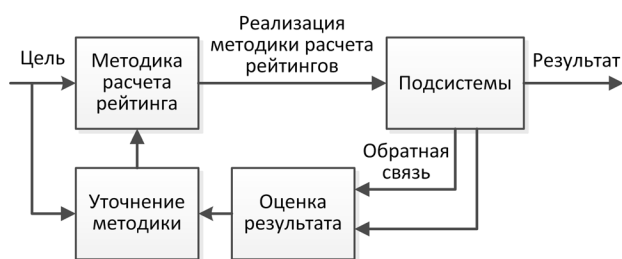 Цель
Методика
расчета
рейтинга
Реализация
методики расчета
рейтингов
Подсистемы
Результат
Обратная
связь
Уточнение
методики
Оценка
результата